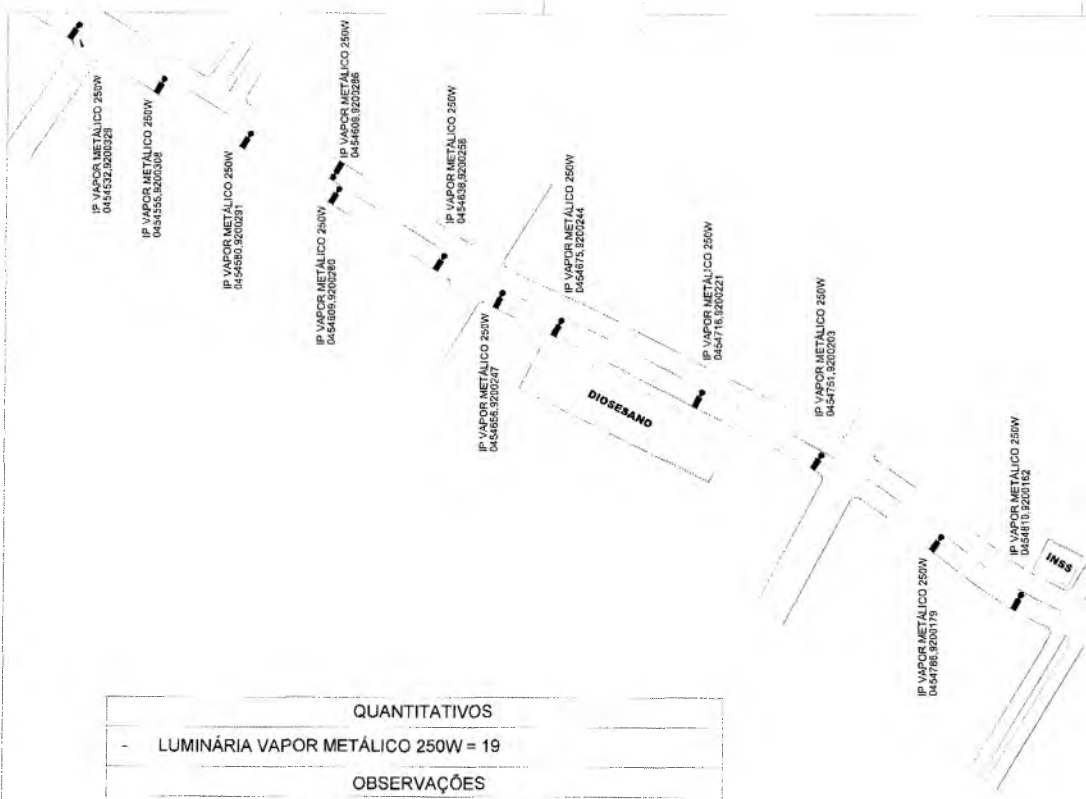 IP VAPOR METÁLICO 250W
0454532,9200329
IP VAPOR METÁLICO 250W
0454555,9200308
IP VAPOR METÁLICO 250W
0454580,9200291
IP VAPOR METÁLICO 250W
0454609,9200286
IP VAPOR METÁLICO 250W
0454609,9200280
IP VAPOR METÁLICO 250W
0454638,9200258
IP VAPOR METÁLICO 250W
0454656,9200247
IP VAPOR METÁLICO 250W
0454675,9200244
DIOSESANO
IP VAPOR METÁLICO 250W
0454716,9200221
IP VAPOR METÁLICO 250W
0454751,9200203
IP VAPOR METÁLICO 250W
0454786,9200179
IP VAPOR METÁLICO 250W
0454810,9200162
INSS
QUANTITATIVOS
- LUMINÁRIA VAPOR METÁLICO 250W = 19
OBSERVAÇÕES